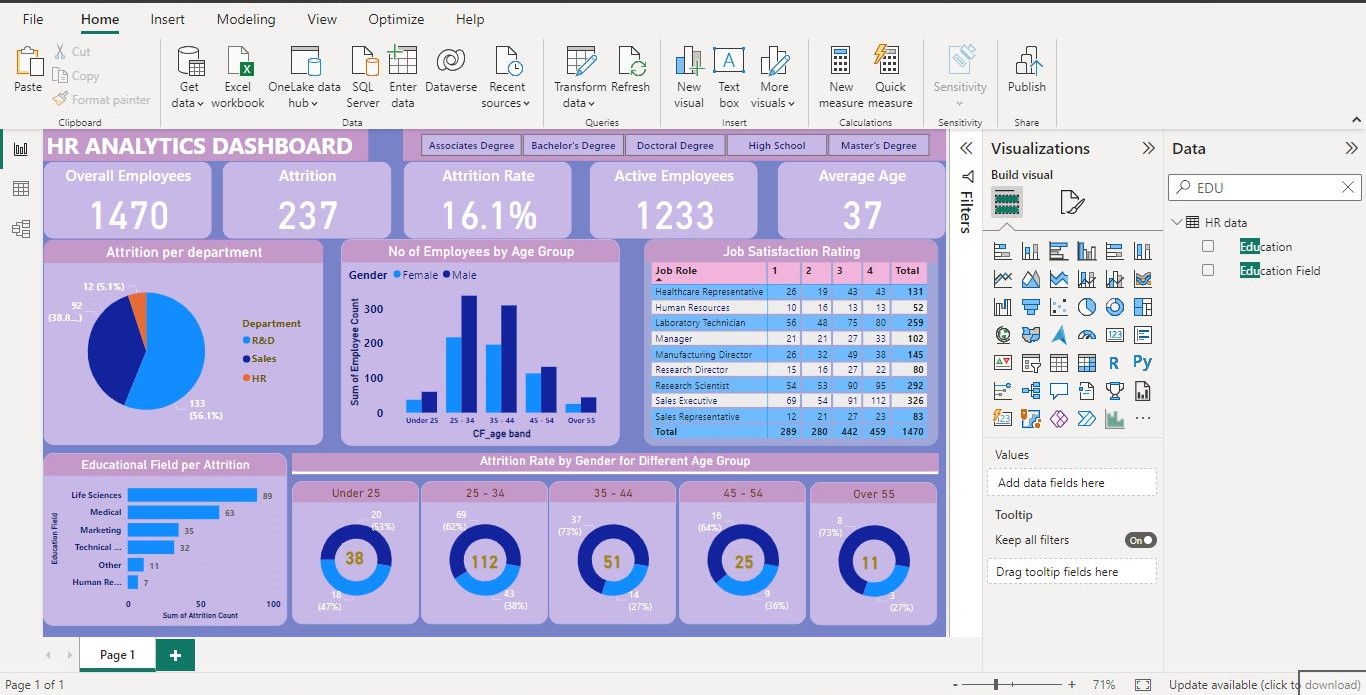 File Home Insert Modeling View Optimize Help
Paste
Cut
Copy
Format painter
Clipboard
Get data
Excel workbook
OneLake data hub
SQL Server
Enter data
Dataverse
Recent sources
Data
Transform data
Refresh
Queries
New visual
Text box
More visuals
Insert
New measure
Quick measure
Calculations
Sensitivity
Sensitivity
Publish
Share
HR ANALYTICS DASHBOARD
Associates Degree Bachelor's Degree Doctoral Degree High School Master's Degree
Overall Employees
1470
Attrition
237
Attrition Rate
16.1%
Active Employees
1233
Average Age
37
Attrition per department
12 (5.1%)
92
(38.8...)
133
(56.1%)
Department
R&D
Sales
HR
No of Employees by Age Group
Gender Female Male
Sum of Employee Count
300
200
100
0
Under 25 25 - 34 35 - 44 45 - 54 Over 55
CF_age band
Job Satisfaction Rating
Job Role 1 2 3 4 Total
Healthcare Representative 26 19 43 43 131
Human Resources 10 16 13 13 52
Laboratory Technician 56 48 75 80 259
Manager 21 21 27 33 102
Manufacturing Director 26 32 49 38 145
Research Director 15 16 27 22 80
Research Scientist 54 53 90 95 292
Sales Executive 69 54 91 112 326
Sales Representative 12 21 27 23 83
Total 289 280 442 459 1470
Educational Field per Attrition
Education Field
Life Sciences 89
Medical 63
Marketing 35
Technical ... 32
Other 11
Human Re... 7
0 50 100
Sum of Attrition Count
Attrition Rate by Gender for Different Age Group
Under 25
20
(53%)
38
18
(47%)
25 - 34
69
(62%)
112
43
(38%)
35 - 44
37
(73%)
51
14
(27%)
45 - 54
16
(64%)
25
9
(36%)
Over 55
8
(73%)
11
3
(27%)
Filters
Visualizations
Build visual
123
R
Py
123
Values
Add data fields here
Tooltip
Keep all filters
On
Drag tooltip fields here
Data
EDU
HR data
Education
Education Field
Page 1
Page 1 of 1
- + 71%
Update available (click to download)